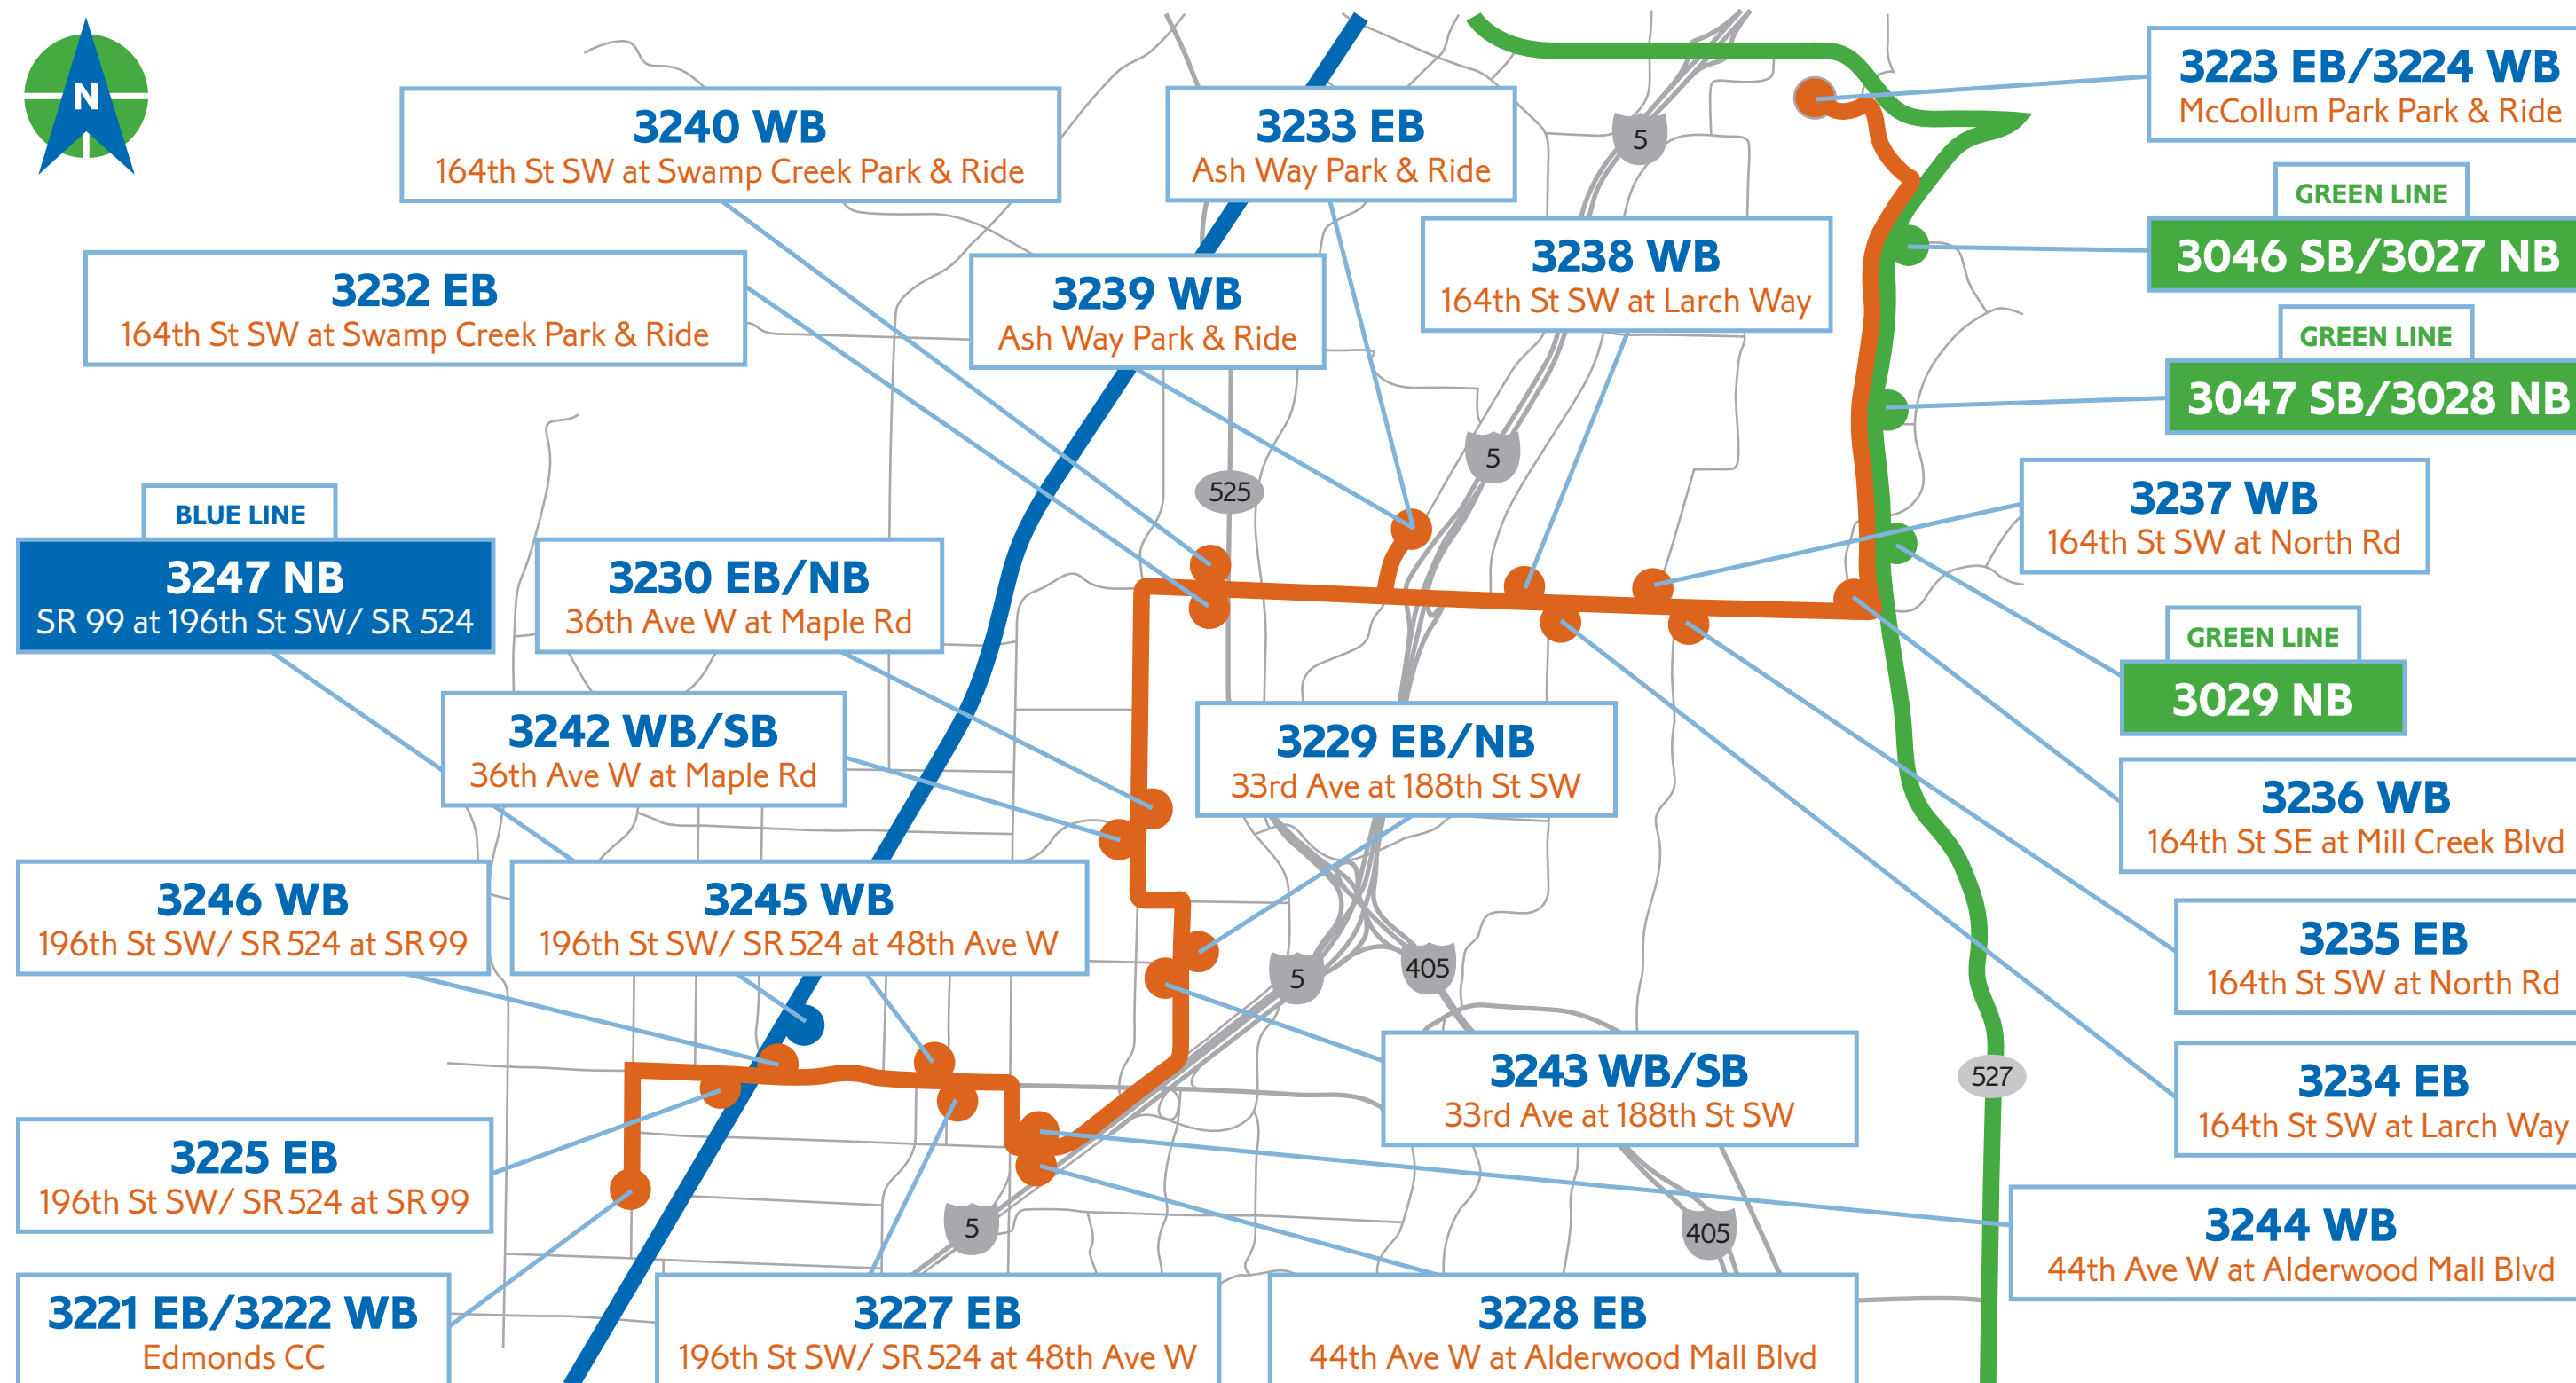 N
3240 WB
164th St SW at Swamp Creek Park & Ride
3233 EB
Ash Way Park & Ride
5
3223 EB/3224 WB
McCollum Park Park & Ride
GREEN LINE
3046 SB/3027 NB
3232 EB
164th St SW at Swamp Creek Park & Ride
3239 WB
Ash Way Park & Ride
3238 WB
164th St SW at Larch Way
GREEN LINE
3047 SB/3028 NB
5
525
3237 WB
164th St SW at North Rd
BLUE LINE
3247 NB
SR 99 at 196th St SW/ SR 524
3230 EB/NB
36th Ave W at Maple Rd
GREEN LINE
3029 NB
3242 WB/SB
36th Ave W at Maple Rd
3229 EB/NB
33rd Ave at 188th St SW
3236 WB
164th St SE at Mill Creek Blvd
3246 WB
196th St SW/ SR 524 at SR 99
3245 WB
196th St SW/ SR 524 at 48th Ave W
5
405
3235 EB
164th St SW at North Rd
3243 WB/SB
33rd Ave at 188th St SW
527
3234 EB
164th St SW at Larch Way
3225 EB
196th St SW/ SR 524 at SR 99
5
405
3244 WB
44th Ave W at Alderwood Mall Blvd
3221 EB/3222 WB
Edmonds CC
3227 EB
196th St SW/ SR 524 at 48th Ave W
3228 EB
44th Ave W at Alderwood Mall Blvd